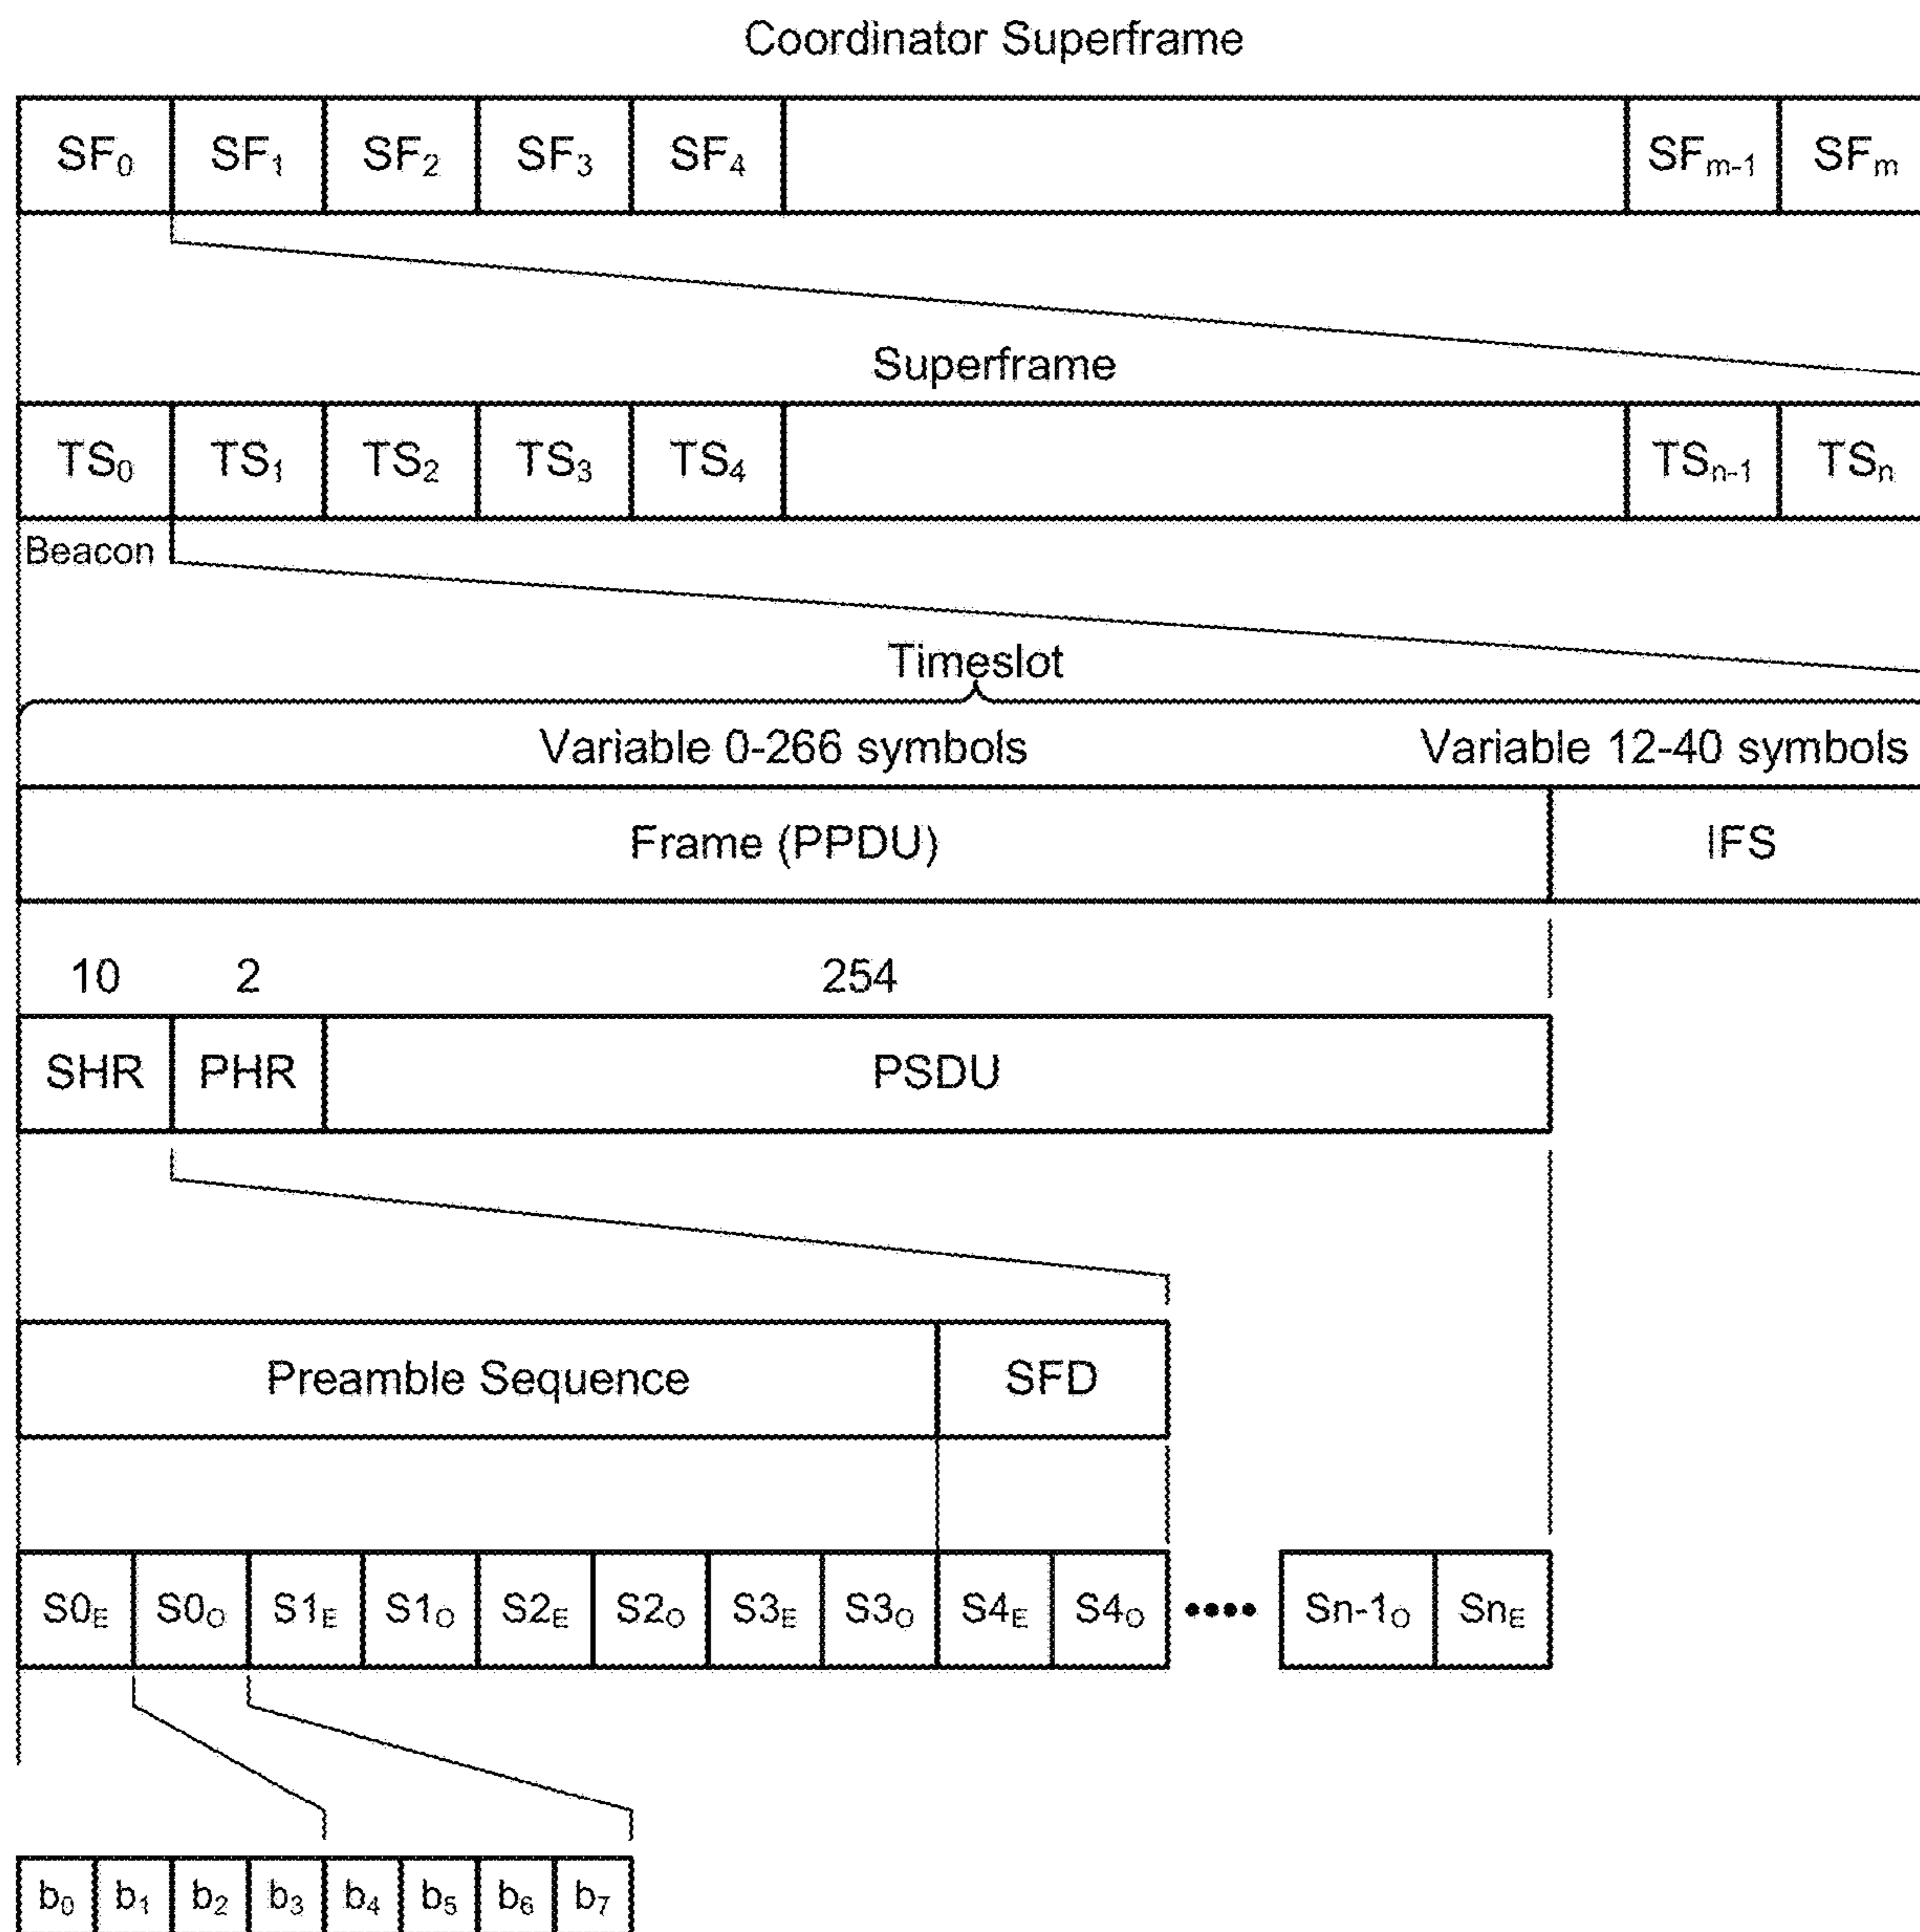 Coordinator Superframe
SF₀ SF₁ SF₂ SF₃ SF₄ SFₘ₋₁ SFₘ
Superframe
TS₀ TS₁ TS₂ TS₃ TS₄ TSₙ₋₁ TSₙ
Beacon
Timeslot
Variable 0-266 symbols Variable 12-40 symbols
Frame (PPDU) IFS
10 2 254
SHR PHR PSDU
Preamble Sequence SFD
S0E S0O S1E S1O S2E S2O S3E S3O S4E S4O •••• Sn-1O SnE
b₀ b₁ b₂ b₃ b₄ b₅ b₆ b₇